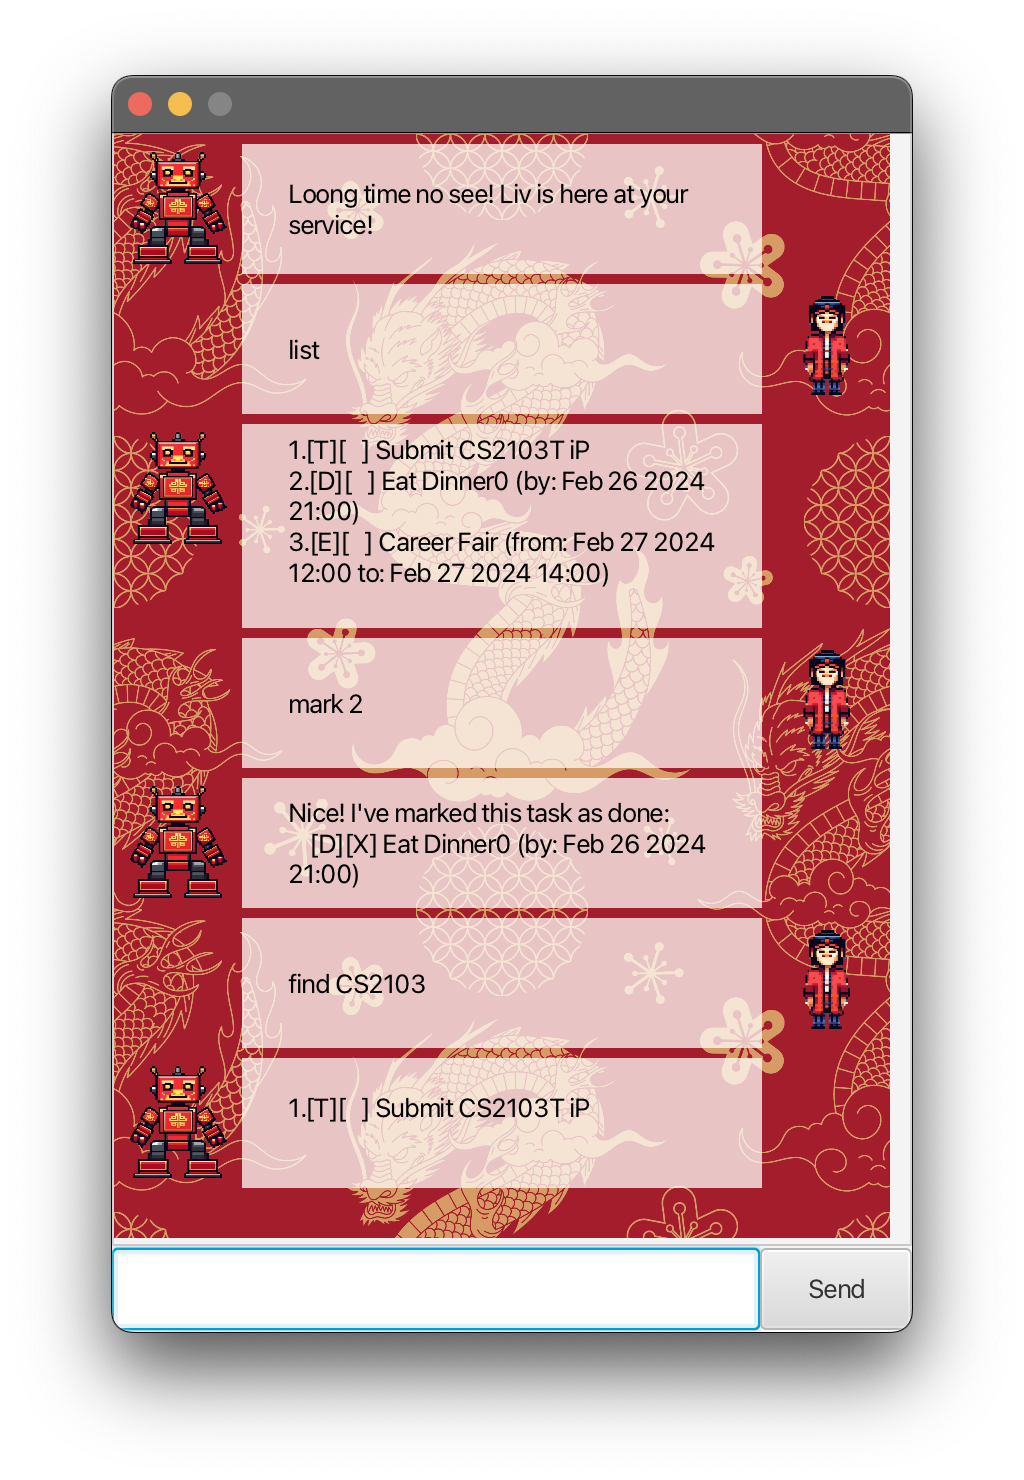 Loong time no see! Liv is here at your
service!
list
1.[T][  ] Submit CS2103T iP
2.[D][  ] Eat Dinner0 (by: Feb 26 2024
21:00)
3.[E][  ] Career Fair (from: Feb 27 2024
12:00 to: Feb 27 2024 14:00)
mark 2
Nice! I've marked this task as done:
   [D][X] Eat Dinner0 (by: Feb 26 2024
21:00)
find CS2103
1.[T][  ] Submit CS2103T iP
Send